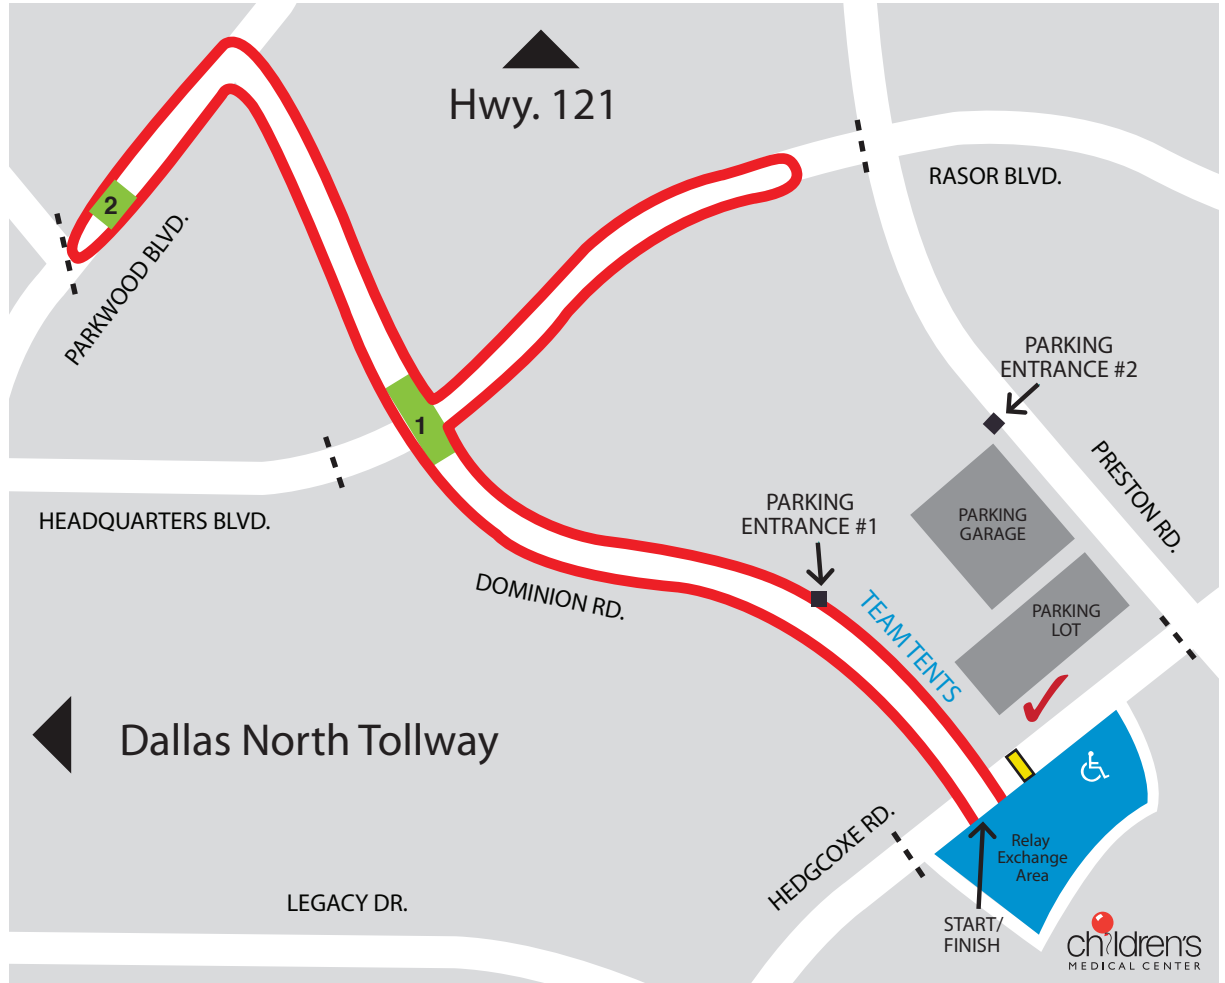 Hwy. 121
RASOR BLVD.
2
PARKWOOD BLVD.
PARKING
ENTRANCE #2
1
PRESTON RD.
HEADQUARTERS BLVD.
PARKING
ENTRANCE #1
PARKING
GARAGE
DOMINION RD.
TEAM TENTS
PARKING
LOT
Dallas North Tollway
HEDGCOXE RD.
Relay
Exchange
Area
LEGACY DR.
START/
FINISH
children's
MEDICAL CENTER